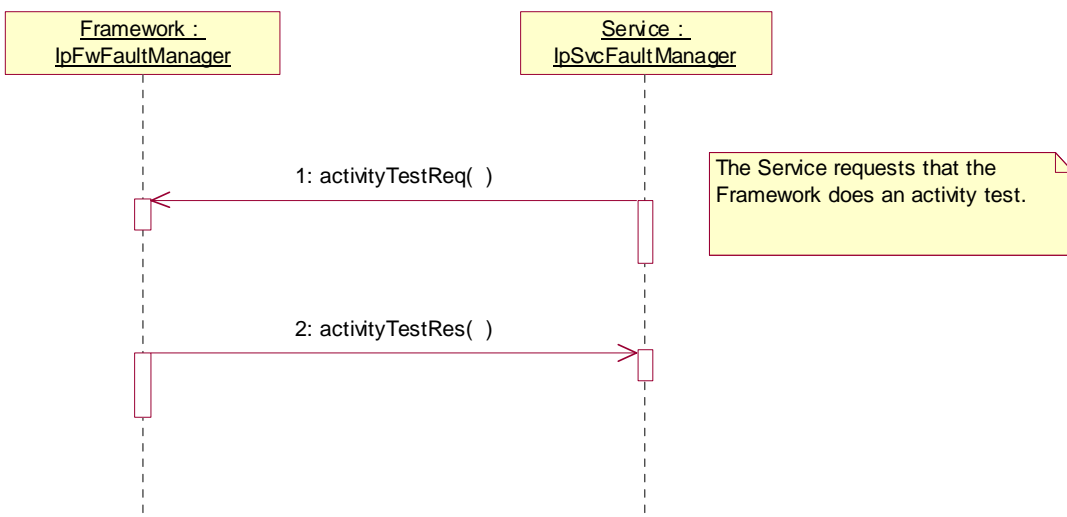 Framework :
IpFwFaultManager
Service :
IpSvcFaultManager
1: activityTestReq( )
The Service requests that the
Framework does an activity test.
2: activityTestRes( )